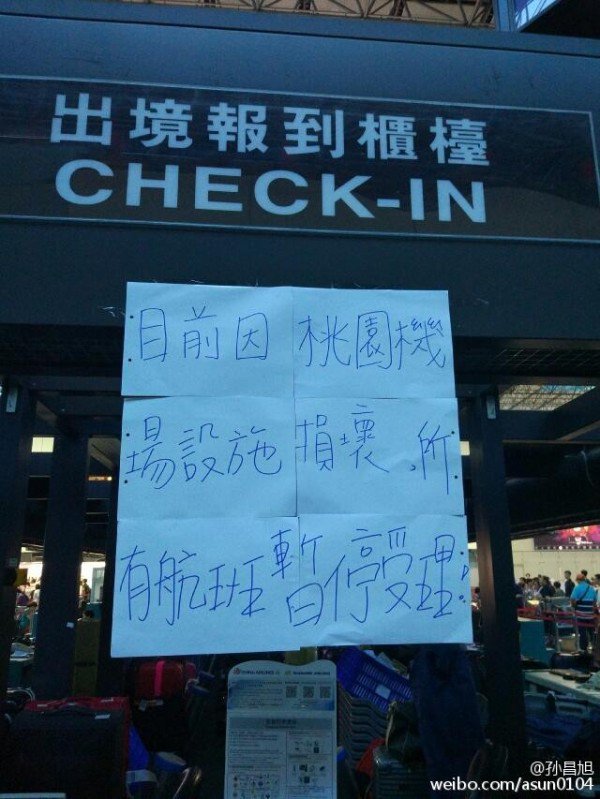 出境報到櫃檯
CHECK-IN
目前因桃園機
場設施損壞,所
有航班暫停受理!
@孙昌旭
weibo.com/asun0104